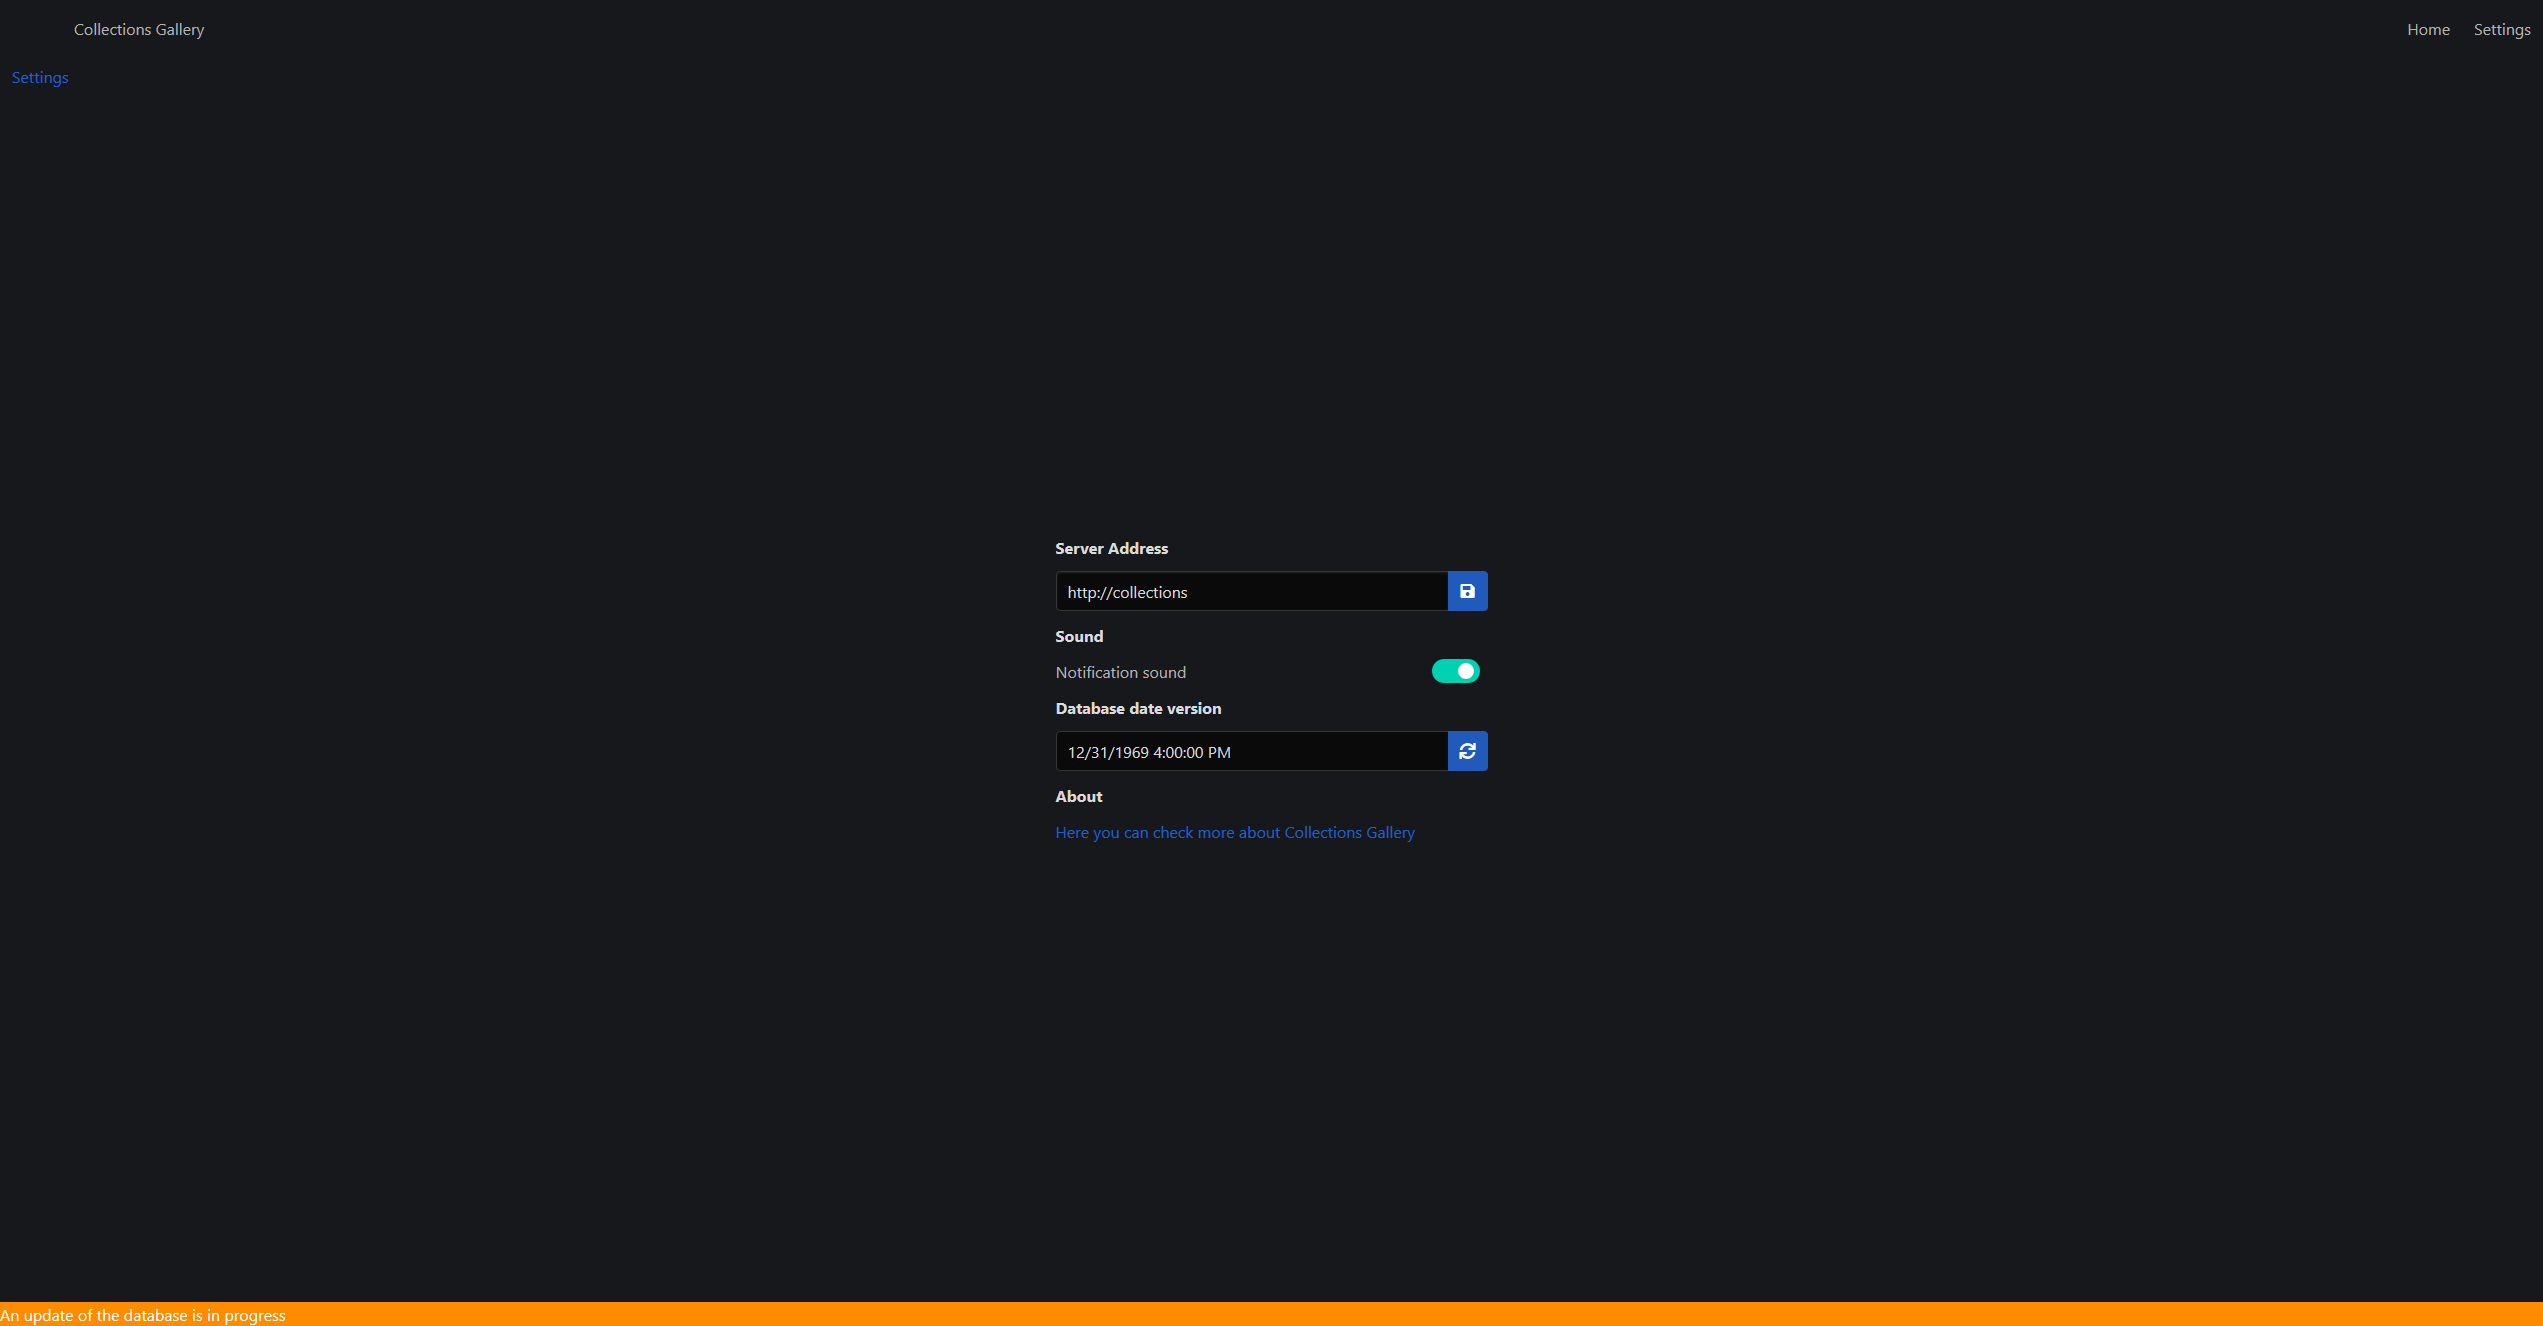 Collections Gallery
Home
Settings
Settings
Server Address
http://collections
Sound
Notification sound
Database date version
12/31/1969 4:00:00 PM
About
Here you can check more about Collections Gallery
An update of the database is in progress